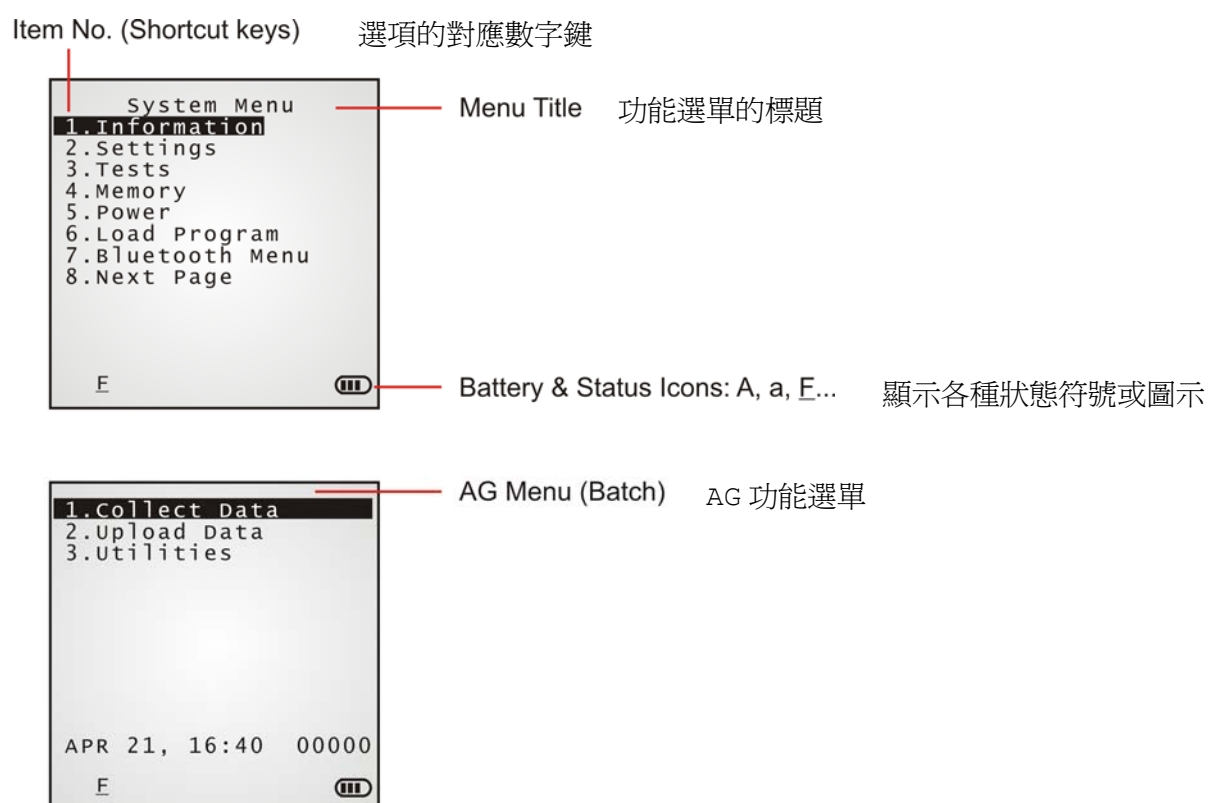 Item No. (Shortcut keys) 選項的對應數字鍵
System Menu
Menu Title 功能選單的標題
1.Information
2.Settings
3.Tests
4.Memory
5.Power
6.Load Program
7.Bluetooth Menu
8.Next Page
F
Battery & Status Icons: A, a, F... 顯示各種狀態符號或圖示
AG Menu (Batch) AG 功能選單
1.Collect Data
2.Upload Data
3.Utilities
APR 21, 16:40 00000
F